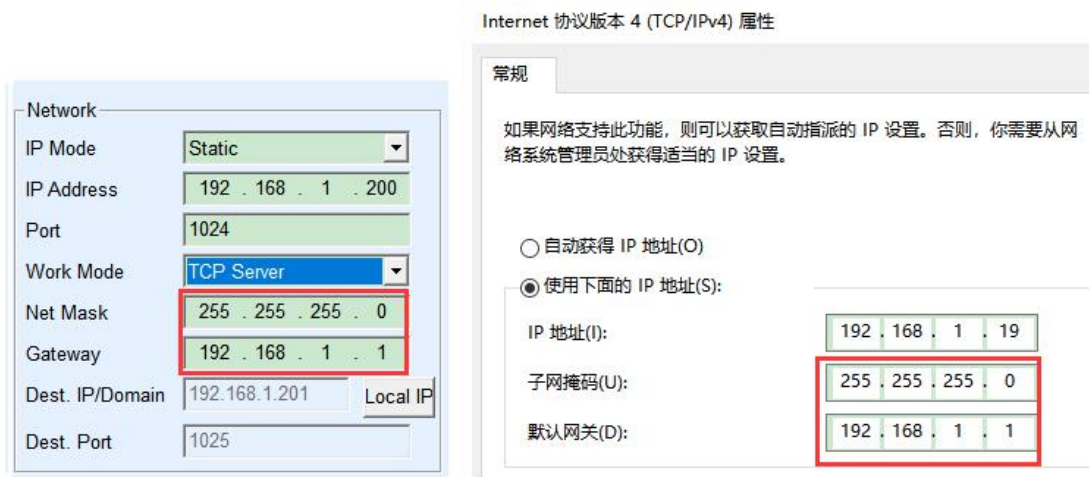 Network
IP Mode Static
IP Address 192 . 168 . 1 . 200
Port 1024
Work Mode TCP Server
Net Mask 255 . 255 . 255 . 0
Gateway 192 . 168 . 1 . 1
Dest. IP/Domain 192.168.1.201 Local IP
Dest. Port 1025
Internet 协议版本 4 (TCP/IPv4) 属性
常规
如果网络支持此功能，则可以获取自动指派的 IP 设置。否则，你需要从网
络系统管理员处获得适当的 IP 设置。
自动获得 IP 地址(O)
使用下面的 IP 地址(S):
IP 地址(I): 192 . 168 . 1 . 19
子网掩码(U): 255 . 255 . 255 . 0
默认网关(D): 192 . 168 . 1 . 1